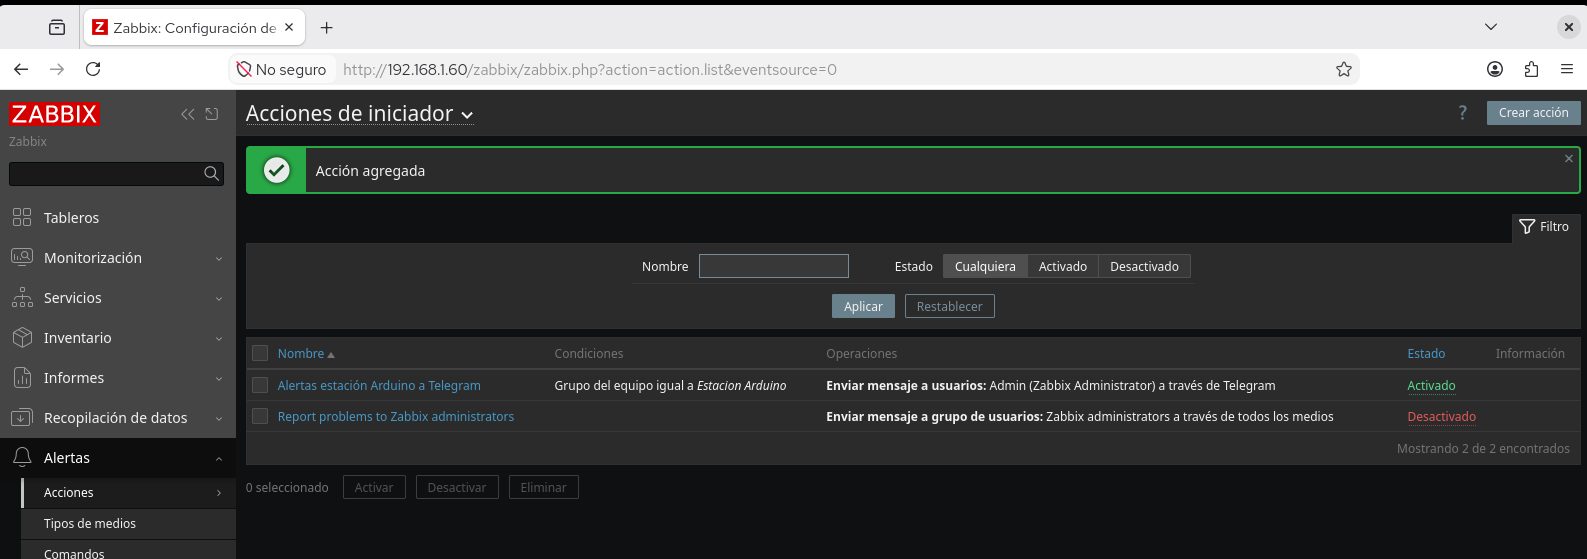 Zabbix: Configuración de
No seguro http://192.168.1.60/zabbix/zabbix.php?action=action.list&eventsource=0
ZABBIX
Zabbix
Tableros
Monitorización
Servicios
Inventario
Informes
Recopilación de datos
Alertas
Acciones
Tipos de medios
Comandos
Acciones de iniciador
? Crear acción
Acción agregada
Filtro
Nombre Estado Cualquiera Activado Desactivado
Aplicar Restablecer
Nombre Condiciones Operaciones Estado Información
Alertas estación Arduino a Telegram Grupo del equipo igual a Estacion Arduino Enviar mensaje a usuarios: Admin (Zabbix Administrator) a través de Telegram Activado
Report problems to Zabbix administrators Enviar mensaje a grupo de usuarios: Zabbix administrators a través de todos los medios Desactivado
Mostrando 2 de 2 encontrados
0 seleccionado Activar Desactivar Eliminar